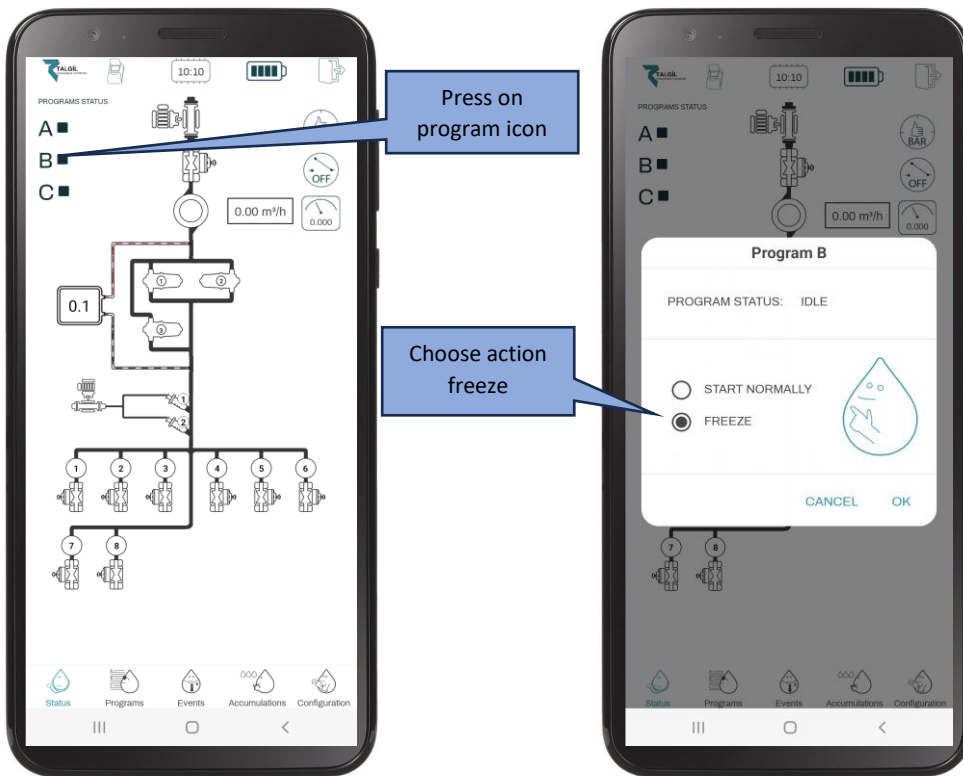 TALGIL
10:10
PROGRAMS STATUS
A
B
C
OFF
0.00 m³/h
0.000
1
2
3
0.1
1
2
1
2
3
4
5
6
7
8
Status
Programs
Events
Accumulations
Configuration
Press on
program icon
Choose action
freeze
TALGIL
10:10
PROGRAMS STATUS
A
B
C
BAR
OFF
0.00 m³/h
0.000
Program B
PROGRAM STATUS: IDLE
START NORMALLY
FREEZE
CANCEL OK
7
8
Status
Programs
Events
Accumulations
Configuration